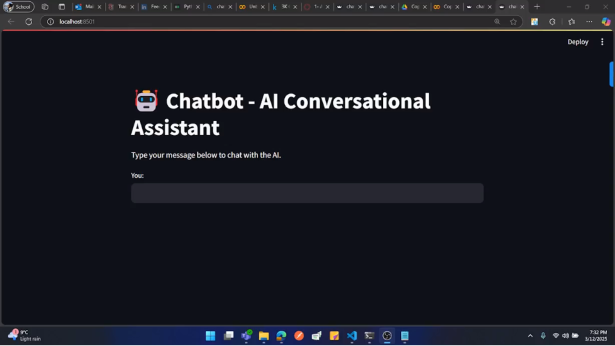 School
localhost:8501
Deploy
Chatbot - AI Conversational
Assistant
Type your message below to chat with the AI.
You:
9°C
Light rain
7:32 PM
3/12/2025